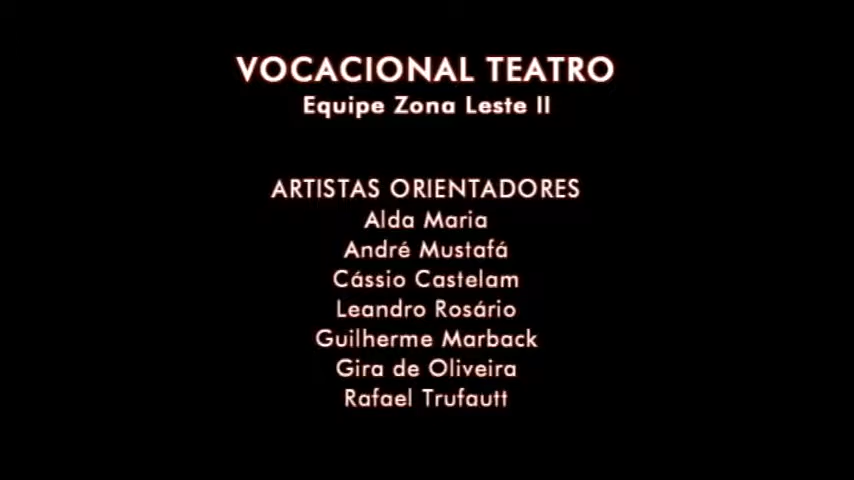 VOCACIONAL TEATRO
Equipe Zona Leste II
ARTISTAS ORIENTADORES
Alda Maria
André Mustafá
Cássio Castelam
Leandro Rosário
Guilherme Marback
Gira de Oliveira
Rafael Trufautt